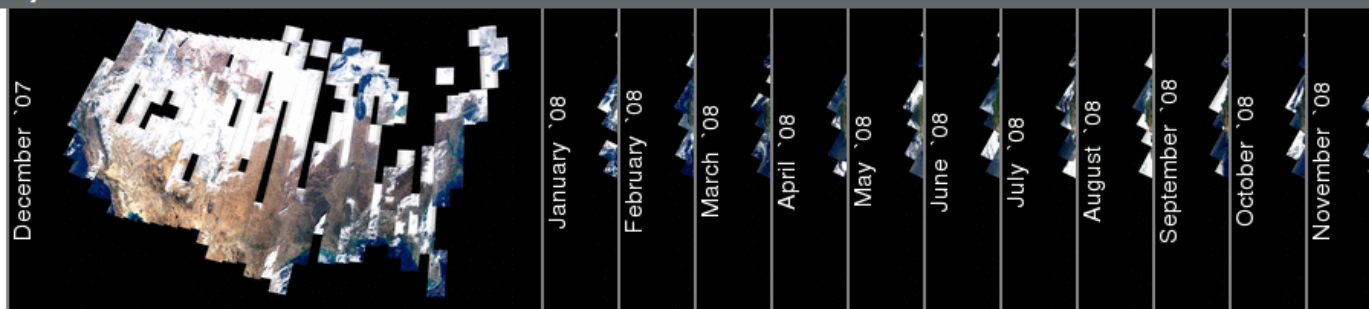 December `07
January `08
February `08
March `08
April `08
May `08
June `08
July `08
August `08
September `08
October `08
November `08